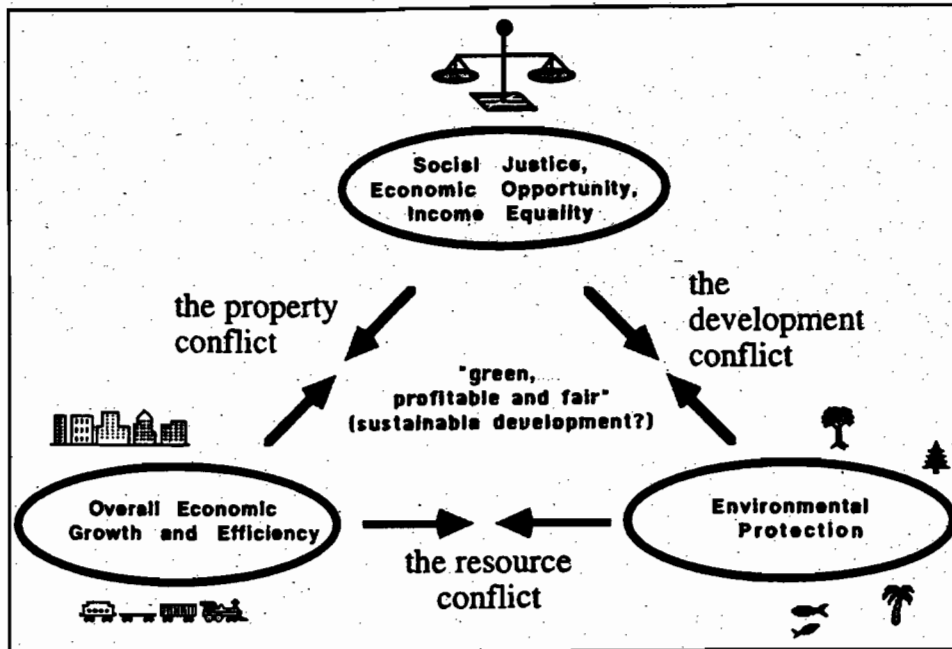 Social Justice,
Economic Opportunity,
Income Equality
the property
conflict
the
development
conflict
"green,
profitable and fair"
(sustainable development?)
Overall Economic
Growth and Efficiency
Environmental
Protection
the resource
conflict